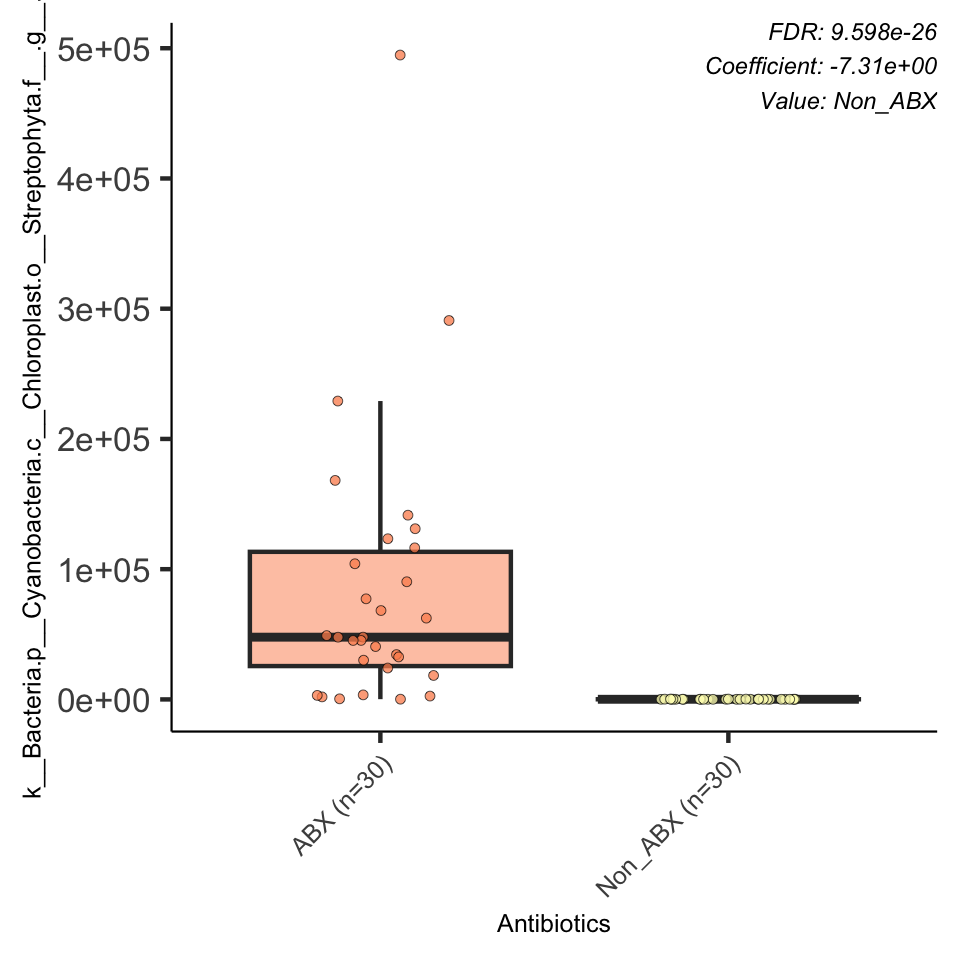 FDR: 9.598e-26
Coefficient: -7.31e+00
Value: Non_ABX
k__Bacteria.p__Cyanobacteria.c__Chloroplast.o__Streptophyta.f__.g__
5e+05
4e+05
3e+05
2e+05
1e+05
0e+00
ABX (n=30)
Non_ABX (n=30)
Antibiotics